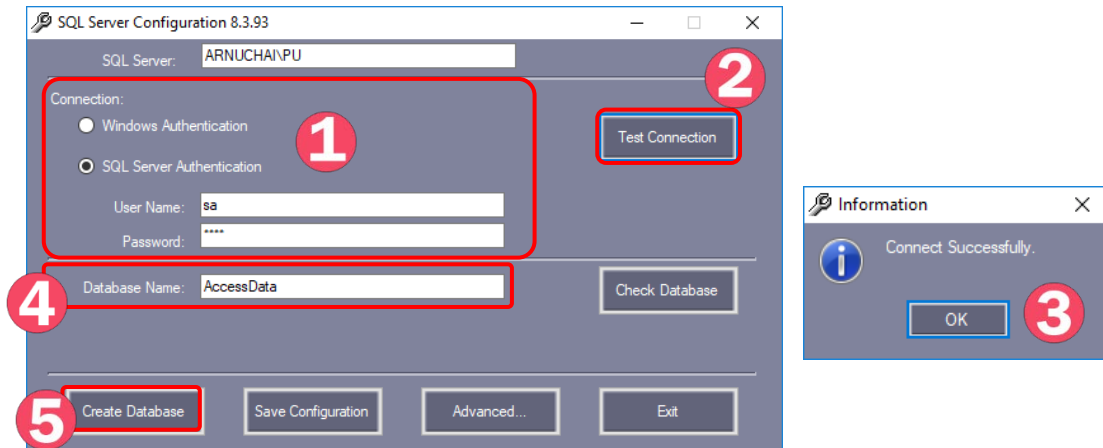 SQL Server Configuration 8.3.93
SQL Server: ARNUCHAI\PU
2
Connection:
Windows Authentication
1
Test Connection
SQL Server Authentication
User Name: sa
Password: ****
4
Database Name: AccessData
Check Database
5
Create Database
Save Configuration
Advanced...
Exit
Information
Connect Successfully.
OK
3